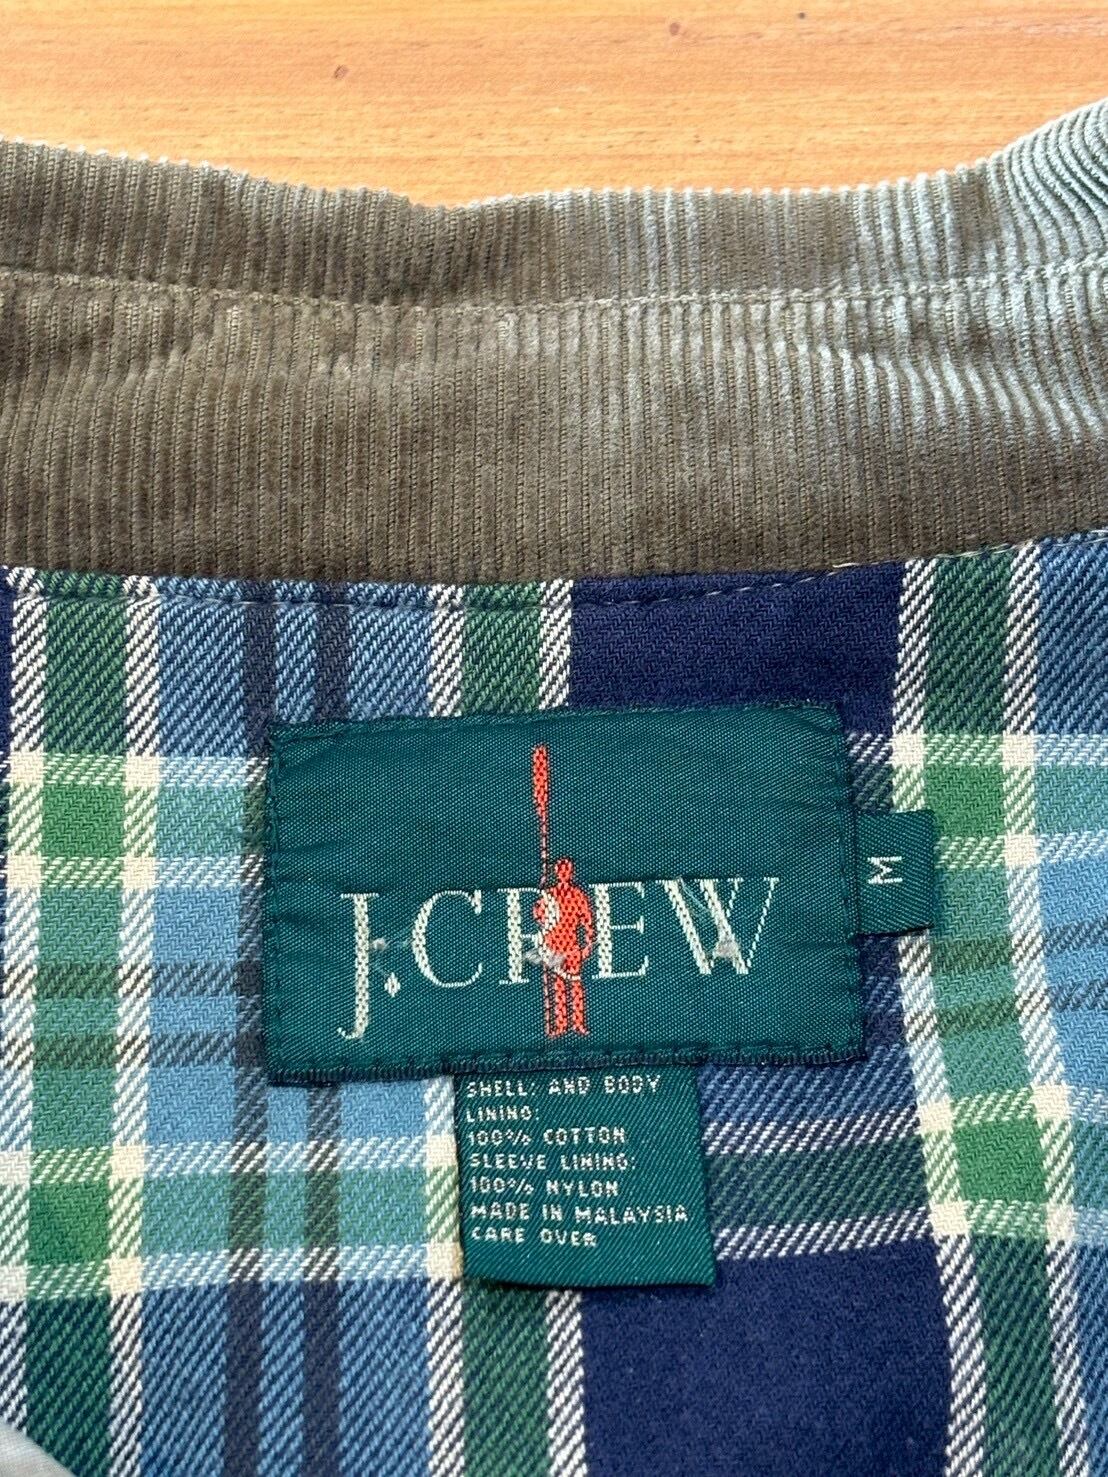 J.CREW
M
SHELL: AND BODY
LINING:
100% COTTON
SLEEVE LINING:
100% NYLON
MADE IN MALAYSIA
CARE OVER